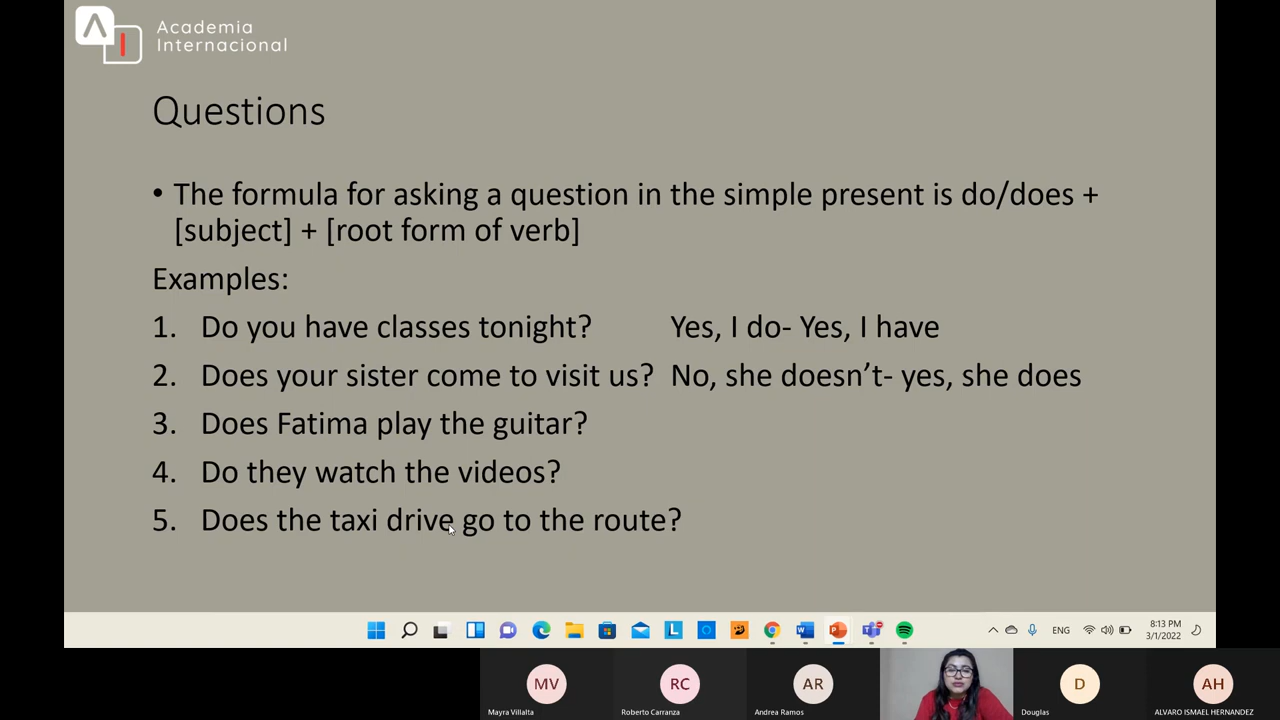 Academia
Internacional
Questions
• The formula for asking a question in the simple present is do/does +
[subject] + [root form of verb]
Examples:
1. Do you have classes tonight? Yes, I do- Yes, I have
2. Does your sister come to visit us? No, she doesn’t- yes, she does
3. Does Fatima play the guitar?
4. Do they watch the videos?
5. Does the taxi drive go to the route?
L
ENG
8:13 PM
3/1/2022
MV
RC
AR
D
AH
Mayra Villalta
Roberto Carranza
Andrea Ramos
Douglas
ALVARO ISMAEL HERNANDEZ